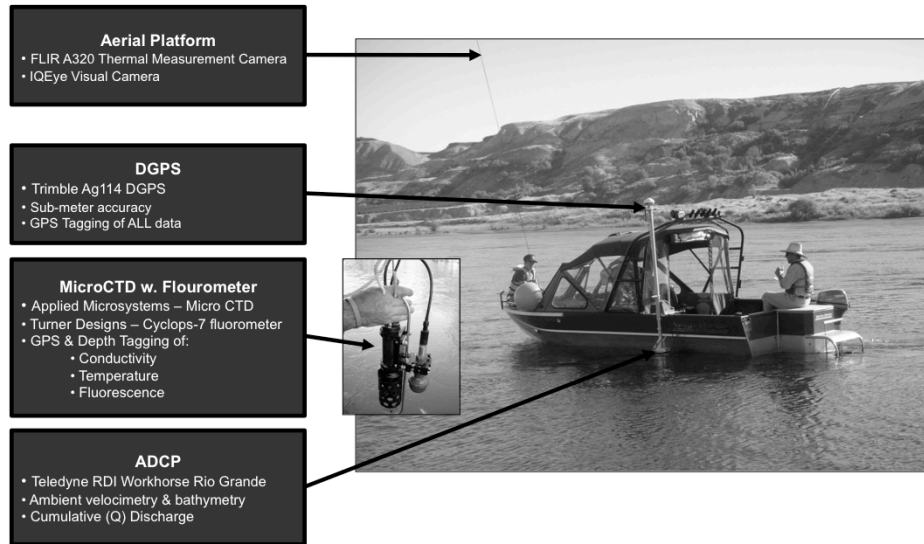 Aerial Platform
• FLIR A320 Thermal Measurement Camera
• IQEye Visual Camera
DGPS
• Trimble Ag114 DGPS
• Sub-meter accuracy
• GPS Tagging of ALL data
MicroCTD w. Flourometer
• Applied Microsystems – Micro CTD
• Turner Designs – Cyclops-7 fluorometer
• GPS & Depth Tagging of:
• Conductivity
• Temperature
• Fluorescence
ADCP
• Teledyne RDI Workhorse Rio Grande
• Ambient velocimetry & bathymetry
• Cumulative (Q) Discharge